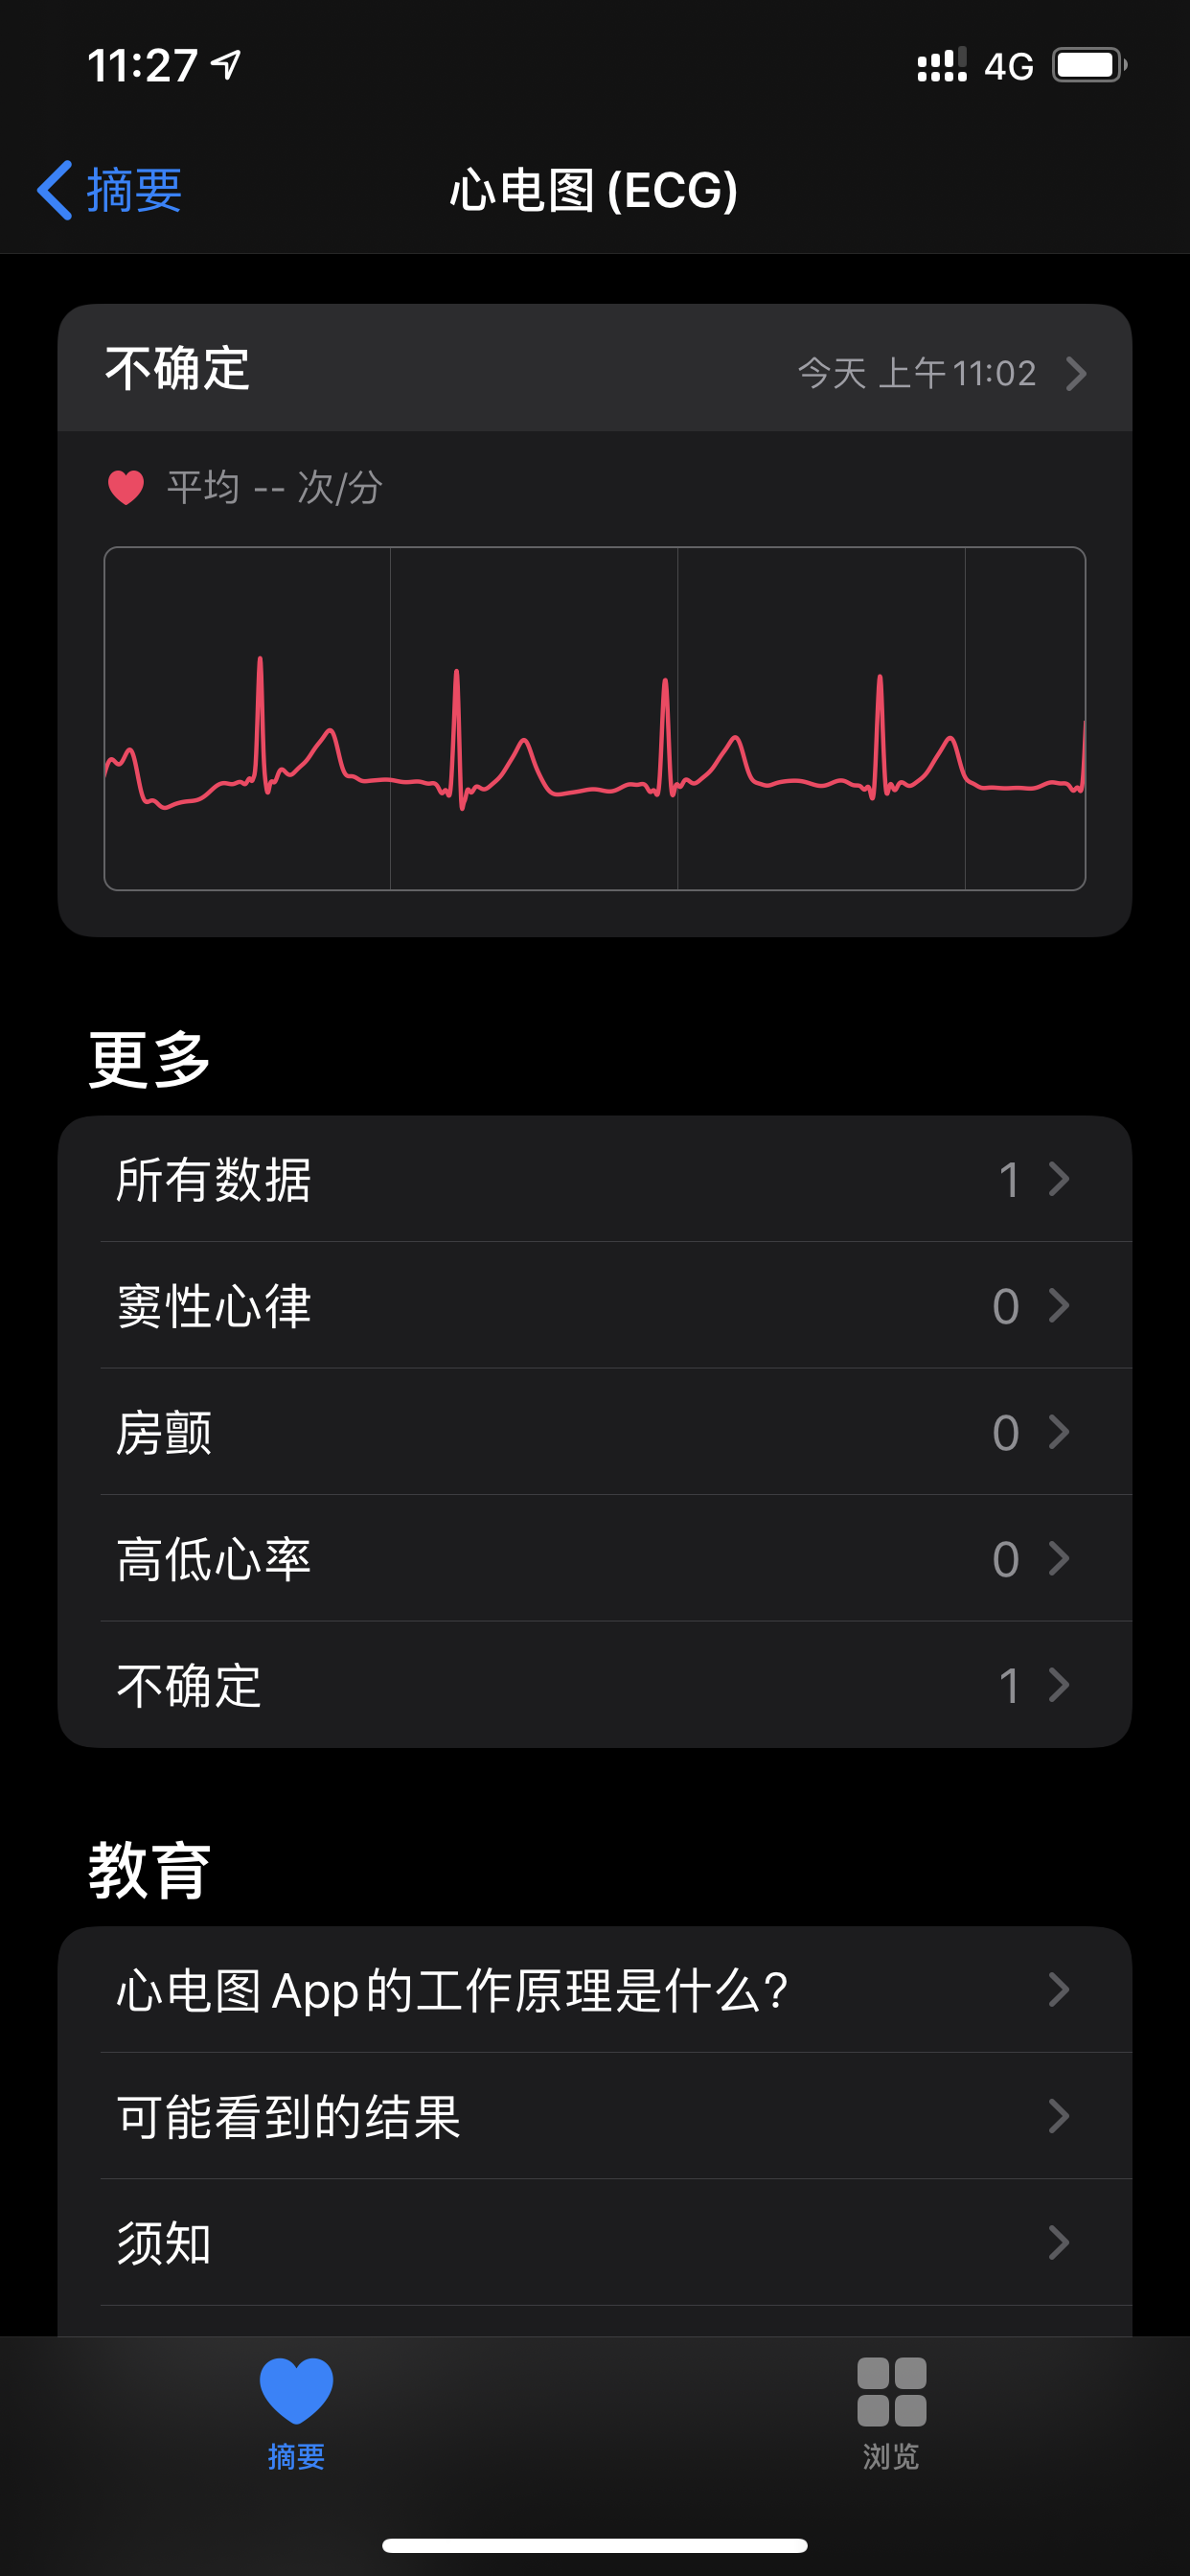 11:27
4G
摘要
心电图 (ECG)
不确定
今天 上午11:02
平均 -- 次/分
更多
所有数据 1
窦性心律 0
房颤 0
高低心率 0
不确定 1
教育
心电图 App 的工作原理是什么?
可能看到的结果
须知
摘要 浏览